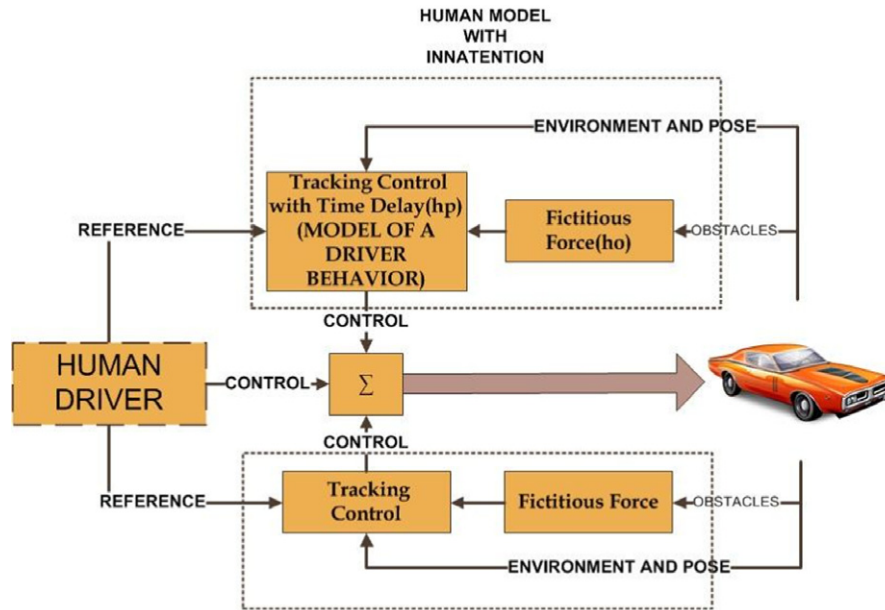 HUMAN MODEL
WITH
INNATENTION
ENVIRONMENT AND POSE
Tracking Control
with Time Delay(hp)
(MODEL OF A
DRIVER
BEHAVIOR)
Fictitious
Force(ho)
OBSTACLES
REFERENCE
CONTROL
HUMAN
DRIVER
CONTROL
Σ
CONTROL
REFERENCE
Tracking
Control
Fictitious Force
OBSTACLES
ENVIRONMENT AND POSE